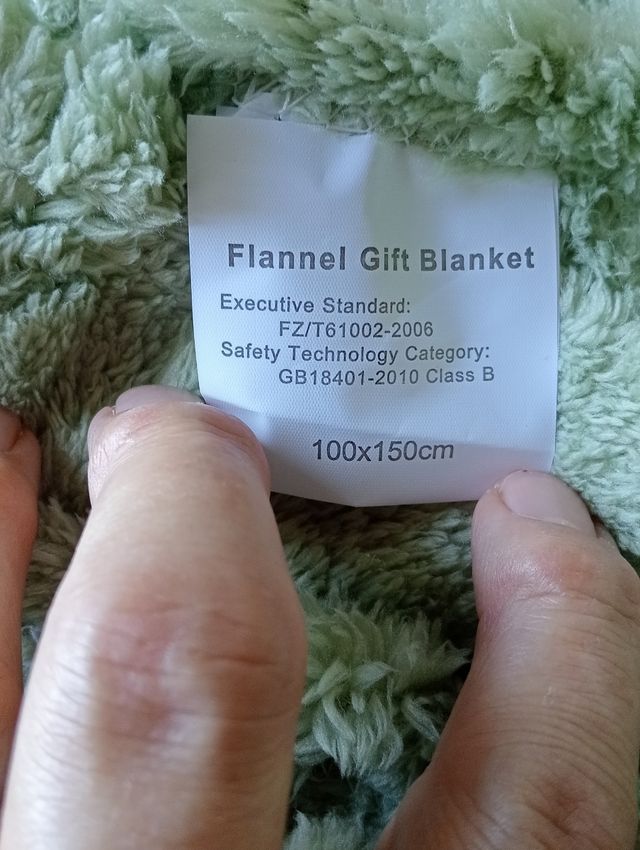 Flannel Gift Blanket
Executive Standard:
FZ/T61002-2006
Safety Technology Category:
GB18401-2010 Class B
100x150cm